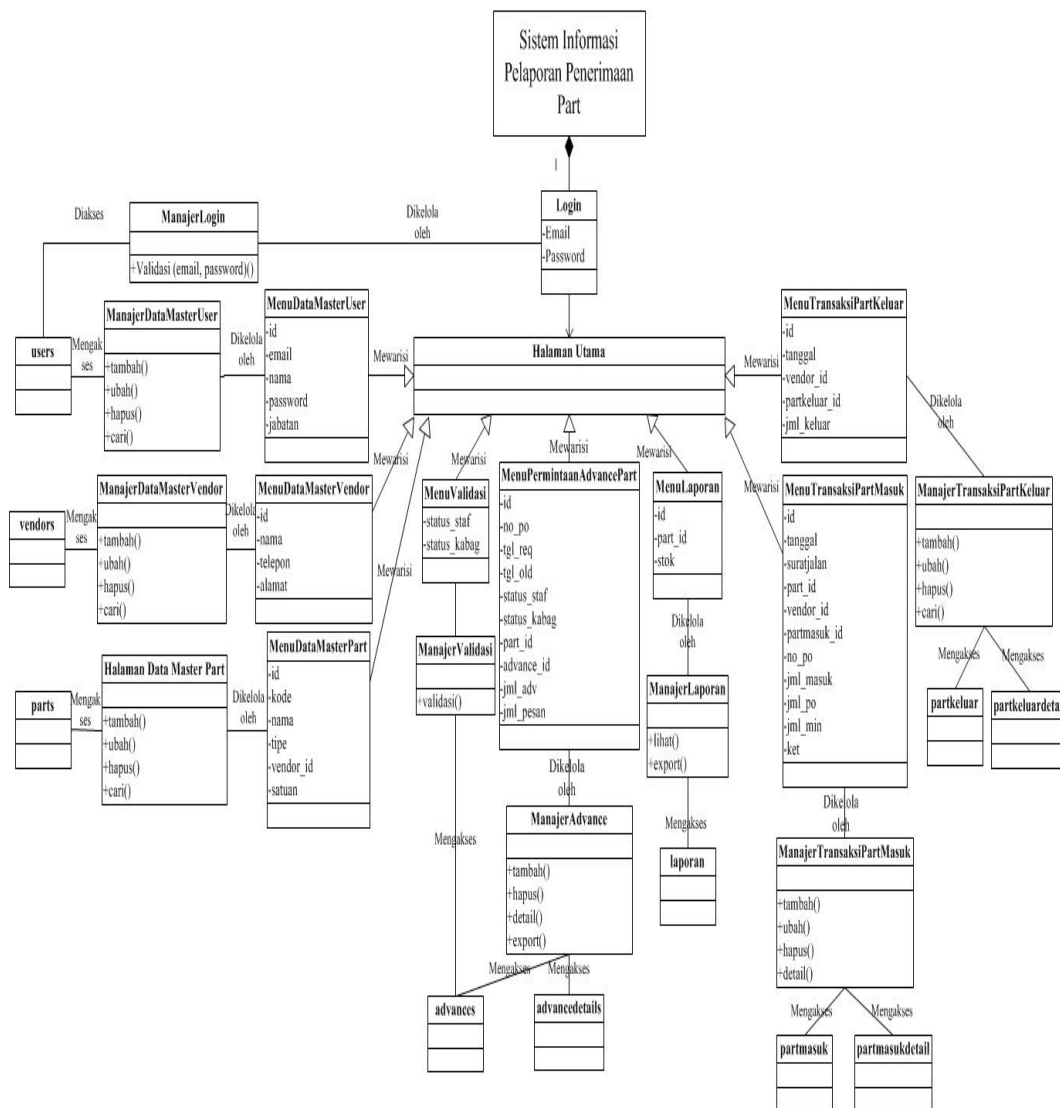 Sistem Informasi
Pelaporan Penerimaan
Part
1
Login
-Email
-Password
Dikelola
oleh
ManajerLogin
+Validasi (email, password)()
Diakses
users
Mengak
ses
ManajerDataMasterUser
+tambah()
+ubah()
+hapus()
+cari()
Dikelola
oleh
MenuDataMasterUser
-id
-email
-nama
-password
-jabatan
Mewarisi
Halaman Utama
Mewarisi
MenuTransaksiPartKeluar
-id
-tanggal
-vendor_id
-partkeluar_id
-jml_keluar
Dikelola
oleh
ManajerTransaksiPartKeluar
+tambah()
+ubah()
+hapus()
+cari()
Mengakses
Mengakses
partkeluar
partkeluardetail
vendors
Mengak
ses
ManajerDataMasterVendor
+tambah()
+ubah()
+hapus()
+cari()
Dikelola
oleh
MenuDataMasterVendor
-id
-nama
-telepon
-alamat
Mewarisi
parts
Mengak
ses
Halaman Data Master Part
+tambah()
+ubah()
+hapus()
+cari()
Dikelola
oleh
MenuDataMasterPart
-id
-kode
-nama
-tipe
-vendor_id
-satuan
Mewarisi
Mewarisi
MenuValidasi
-status_staf
-status_kabag
ManajerValidasi
+validasi()
Mengakses
Mewarisi
MenuPermintaanAdvancePart
-id
-no_po
-tgl_req
-tgl_old
-status_staf
-status_kabag
-part_id
-advance_id
-jml_adv
-jml_pesan
Dikelola
oleh
ManajerAdvance
+tambah()
+hapus()
+detail()
+export()
Mengakses
Mengakses
advances
advancedetails
Mewarisi
MenuLaporan
-id
-part_id
-stok
Dikelola
oleh
ManajerLaporan
+lihat()
+export()
Mengakses
laporan
Mewarisi
MenuTransaksiPartMasuk
-id
-tanggal
-suratjalan
-part_id
-vendor_id
-partmasuk_id
-no_po
-jml_masuk
-jml_po
-jml_min
-ket
Dikelola
oleh
ManajerTransaksiPartMasuk
+tambah()
+ubah()
+hapus()
+detail()
Mengakses
Mengakses
partmasuk
partmasukdetail